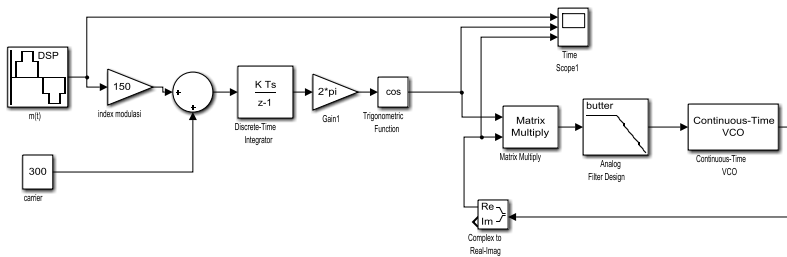 DSP
m(t)
150
index modulasi
300
carrier
+
+
K Ts
z-1
Discrete-Time
Integrator
2*pi
Gain1
cos
Trigonometric
Function
Time
Scope1
Matrix
Multiply
Matrix Multiply
butter
Analog
Filter Design
Continuous-Time
VCO
Continuous-Time
VCO
Re
Im
Complex to
Real-Imag